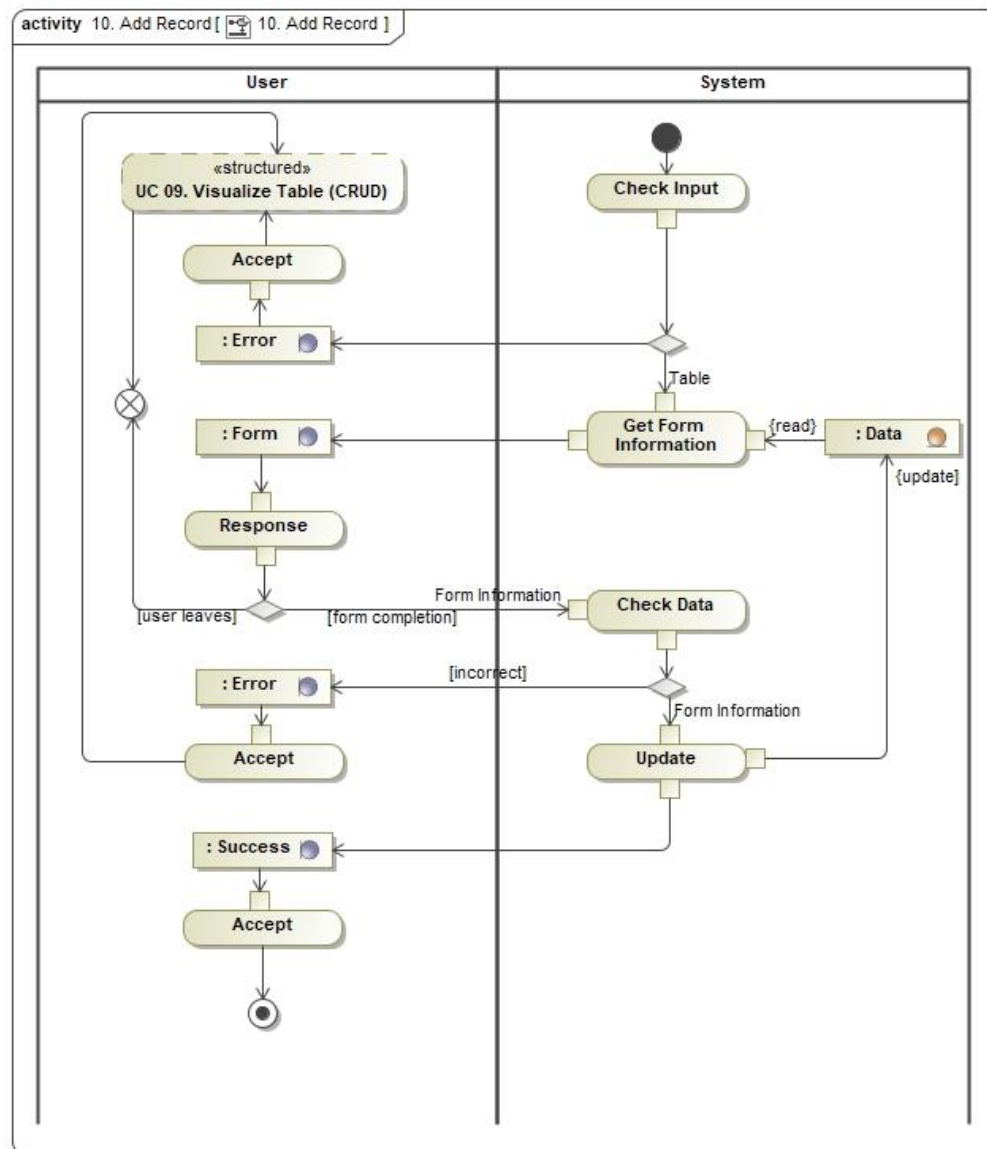 activity 10. Add Record [ 10. Add Record ]
User
System
«structured»
UC 09. Visualize Table (CRUD)
Check Input
Accept
: Error
Table
: Form
Get Form
Information
{read}
: Data
{update]
Response
Form Information
Check Data
[user leaves]
[form completion]
[incorrect]
: Error
Form Information
Accept
Update
: Success
Accept